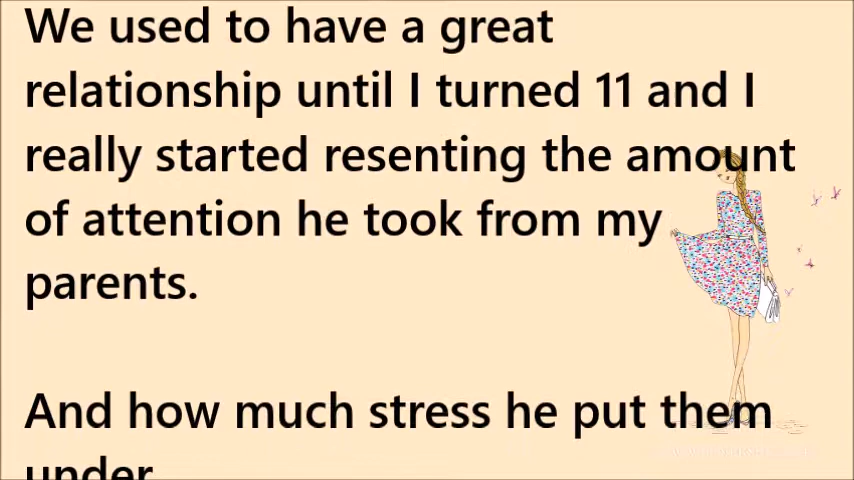 We used to have a great
relationship until I turned 11 and I
really started resenting the amount
of attention he took from my
parents.
And how much stress he put them
under